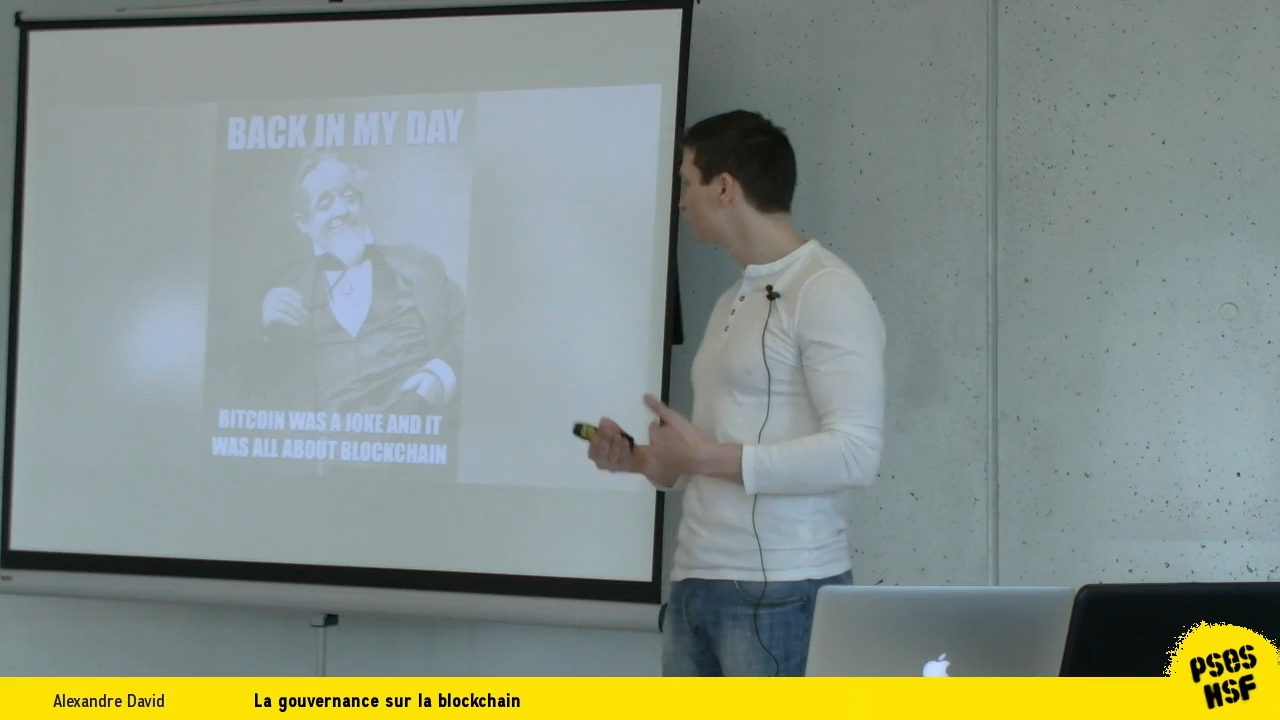 BACK IN MY DAY
BITCOIN WAS A JOKE AND IT
WAS ALL ABOUT BLOCKCHAIN
Alexandre David
La gouvernance sur la blockchain
PSES
HSF